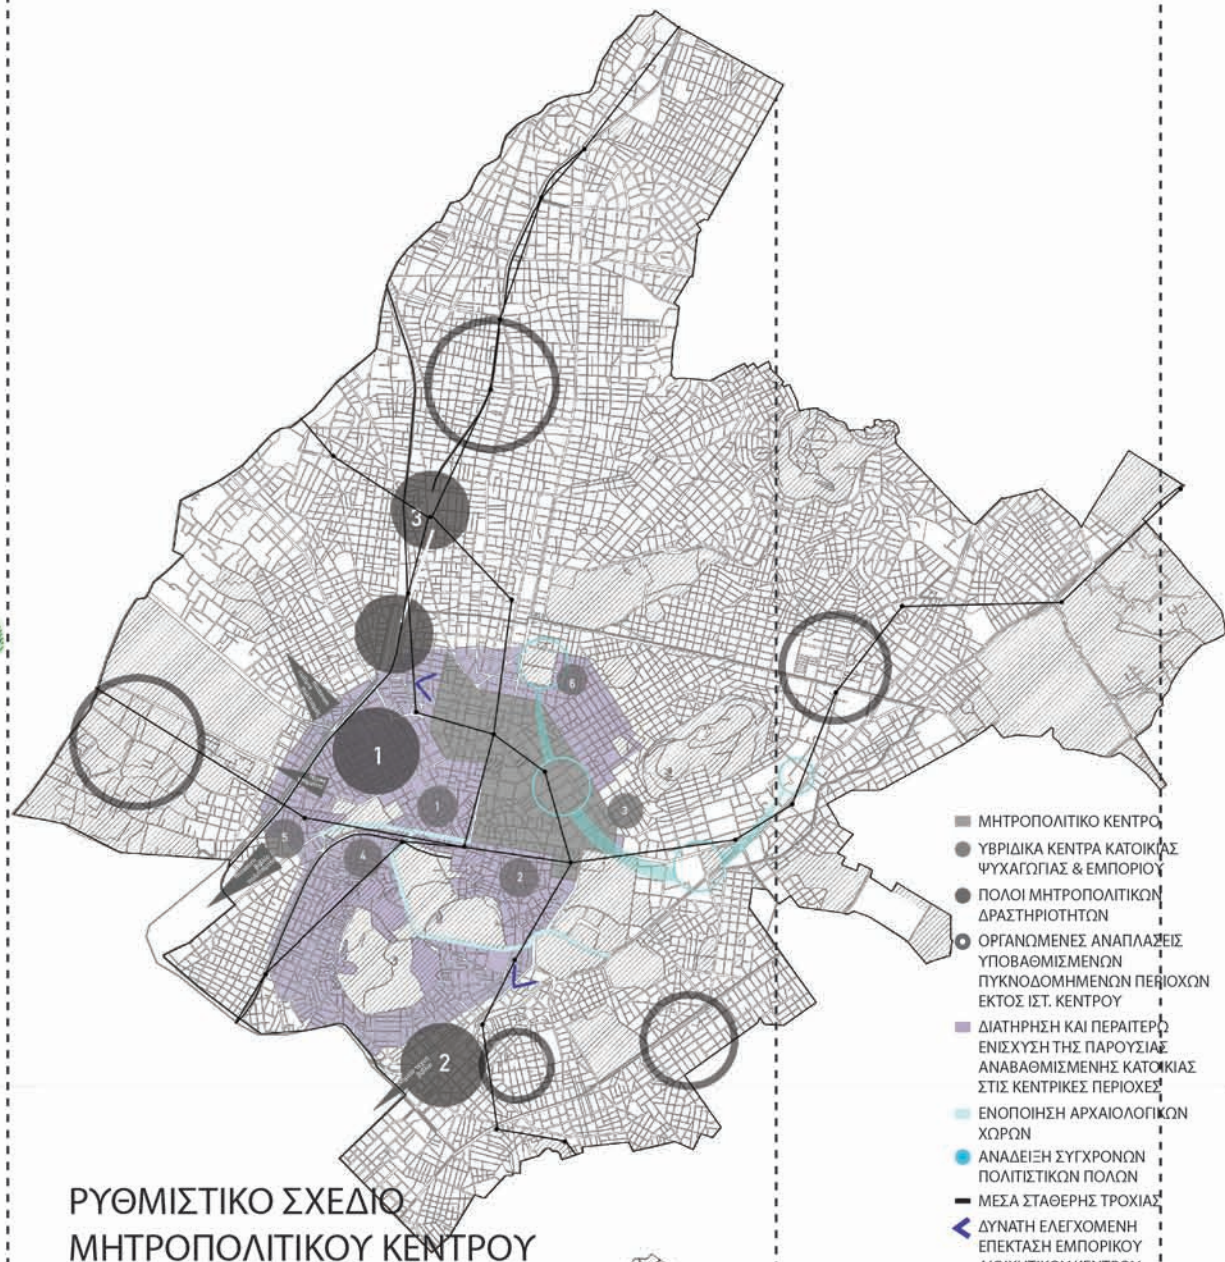 3
6
1
1
3
5
4
2
2
ΜΗΤΡΟΠΟΛΙΤΙΚΟ ΚΕΝΤΡΟ
ΥΒΡΙΔΙΚΑ ΚΕΝΤΡΑ ΚΑΤΟΙΚΙΑΣ
ΨΥΧΑΓΩΓΙΑΣ & ΕΜΠΟΡΙΟΥ
ΠΟΛΟΙ ΜΗΤΡΟΠΟΛΙΤΙΚΩΝ
ΔΡΑΣΤΗΡΙΟΤΗΤΩΝ
ΟΡΓΑΝΩΜΕΝΕΣ ΑΝΑΠΛΑΣΕΙΣ
ΥΠΟΒΑΘΜΙΣΜΕΝΩΝ
ΠΥΚΝΟΔΟΜΗΜΕΝΩΝ ΠΕΡΙΟΧΩΝ
ΕΚΤΟΣ ΙΣΤ. ΚΕΝΤΡΟΥ
ΔΙΑΤΗΡΗΣΗ ΚΑΙ ΠΕΡΑΙΤΕΡΩ
ΕΝΙΣΧΥΣΗ ΤΗΣ ΠΑΡΟΥΣΙΑΣ
ΑΝΑΒΑΘΜΙΣΜΕΝΗΣ ΚΑΤΟΙΚΙΑΣ
ΣΤΙΣ ΚΕΝΤΡΙΚΕΣ ΠΕΡΙΟΧΕΣ
ΕΝΟΠΟΙΗΣΗ ΑΡΧΑΙΟΛΟΓΙΚΩΝ
ΧΩΡΩΝ
ΑΝΑΔΕΙΞΗ ΣΥΓΧΡΟΝΩΝ
ΠΟΛΙΤΙΣΤΙΚΩΝ ΠΟΛΩΝ
ΜΕΣΑ ΣΤΑΘΕΡΗΣ ΤΡΟΧΙΑΣ
ΔΥΝΑΤΗ ΕΛΕΓΧΟΜΕΝΗ
ΕΠΕΚΤΑΣΗ ΕΜΠΟΡΙΚΟΥ
ΡΥΘΜΙΣΤΙΚΟ ΣΧΕΔΙΟ
ΜΗΤΡΟΠΟΛΙΤΙΚΟΥ ΚΕΝΤΡΟΥ